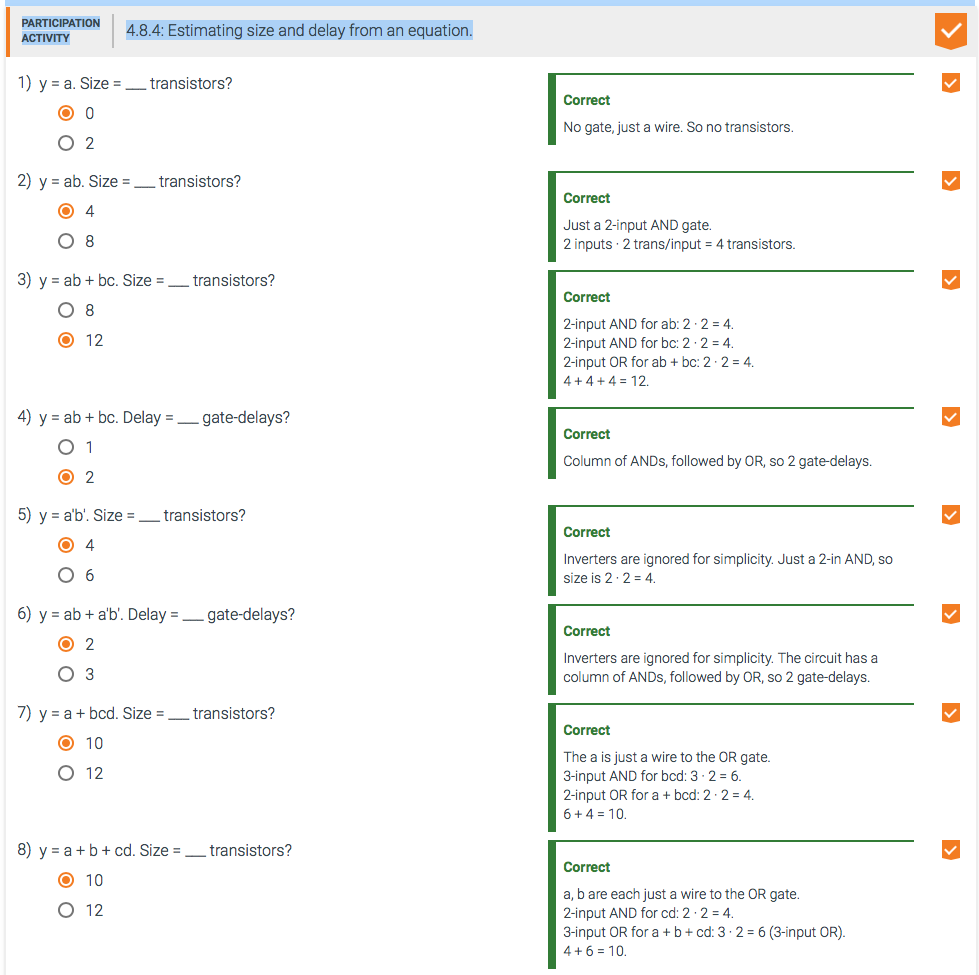 PARTICIPATION
ACTIVITY
4.8.4: Estimating size and delay from an equation.
1) y = a. Size = ___ transistors?
0
2
Correct
No gate, just a wire. So no transistors.
2) y = ab. Size = ___ transistors?
4
8
Correct
Just a 2-input AND gate.
2 inputs · 2 trans/input = 4 transistors.
3) y = ab + bc. Size = ___ transistors?
8
12
Correct
2-input AND for ab: 2 · 2 = 4.
2-input AND for bc: 2 · 2 = 4.
2-input OR for ab + bc: 2 · 2 = 4.
4 + 4 + 4 = 12.
4) y = ab + bc. Delay = ___ gate-delays?
1
2
Correct
Column of ANDs, followed by OR, so 2 gate-delays.
5) y = a'b'. Size = ___ transistors?
4
6
Correct
Inverters are ignored for simplicity. Just a 2-in AND, so
size is 2 · 2 = 4.
6) y = ab + a'b'. Delay = ___ gate-delays?
2
3
Correct
Inverters are ignored for simplicity. The circuit has a
column of ANDs, followed by OR, so 2 gate-delays.
7) y = a + bcd. Size = ___ transistors?
10
12
Correct
The a is just a wire to the OR gate.
3-input AND for bcd: 3 · 2 = 6.
2-input OR for a + bcd: 2 · 2 = 4.
6 + 4 = 10.
8) y = a + b + cd. Size = ___ transistors?
10
12
Correct
a, b are each just a wire to the OR gate.
2-input AND for cd: 2 · 2 = 4.
3-input OR for a + b + cd: 3 · 2 = 6 (3-input OR).
4 + 6 = 10.